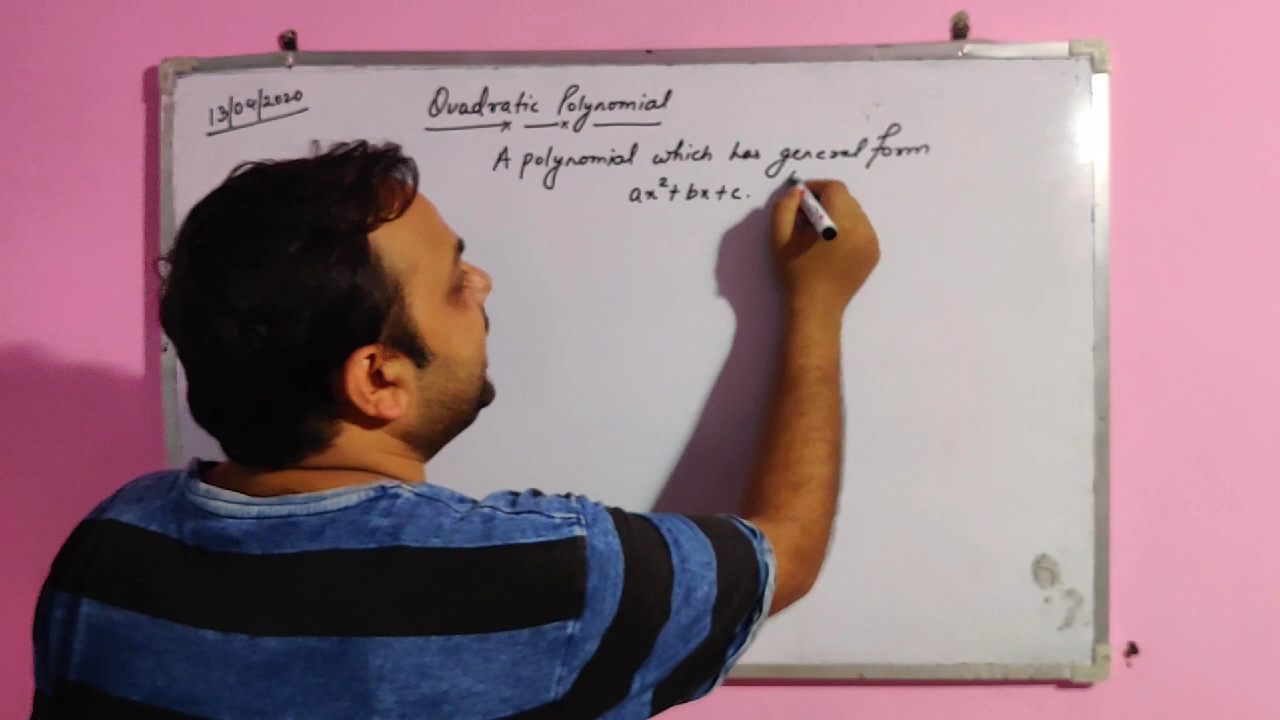 13/04/2020
Quadratic Polynomial
A polynomial which has general form
ax²+bx+c.